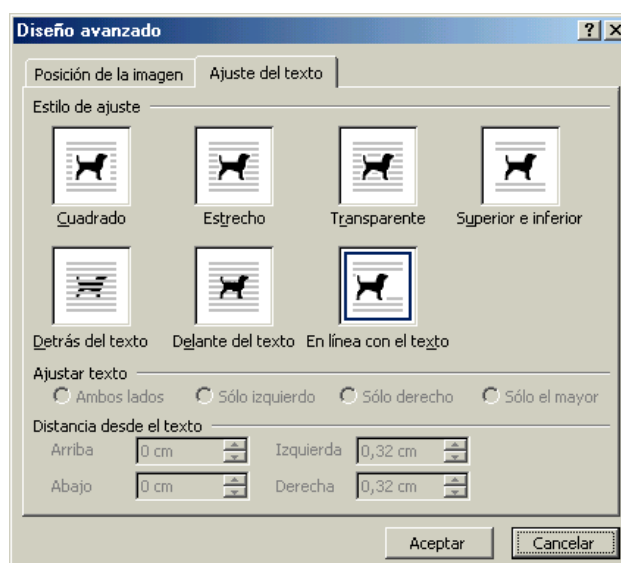 Diseño avanzado
Posición de la imagen Ajuste del texto
Estilo de ajuste
Cuadrado Estrecho Transparente Superior e inferior
Detrás del texto Delante del texto En línea con el texto
Ajustar texto
Ambos lados Sólo izquierdo Sólo derecho Sólo el mayor
Distancia desde el texto
Arriba 0 cm Izquierda 0,32 cm
Abajo 0 cm Derecha 0,32 cm
Aceptar Cancelar